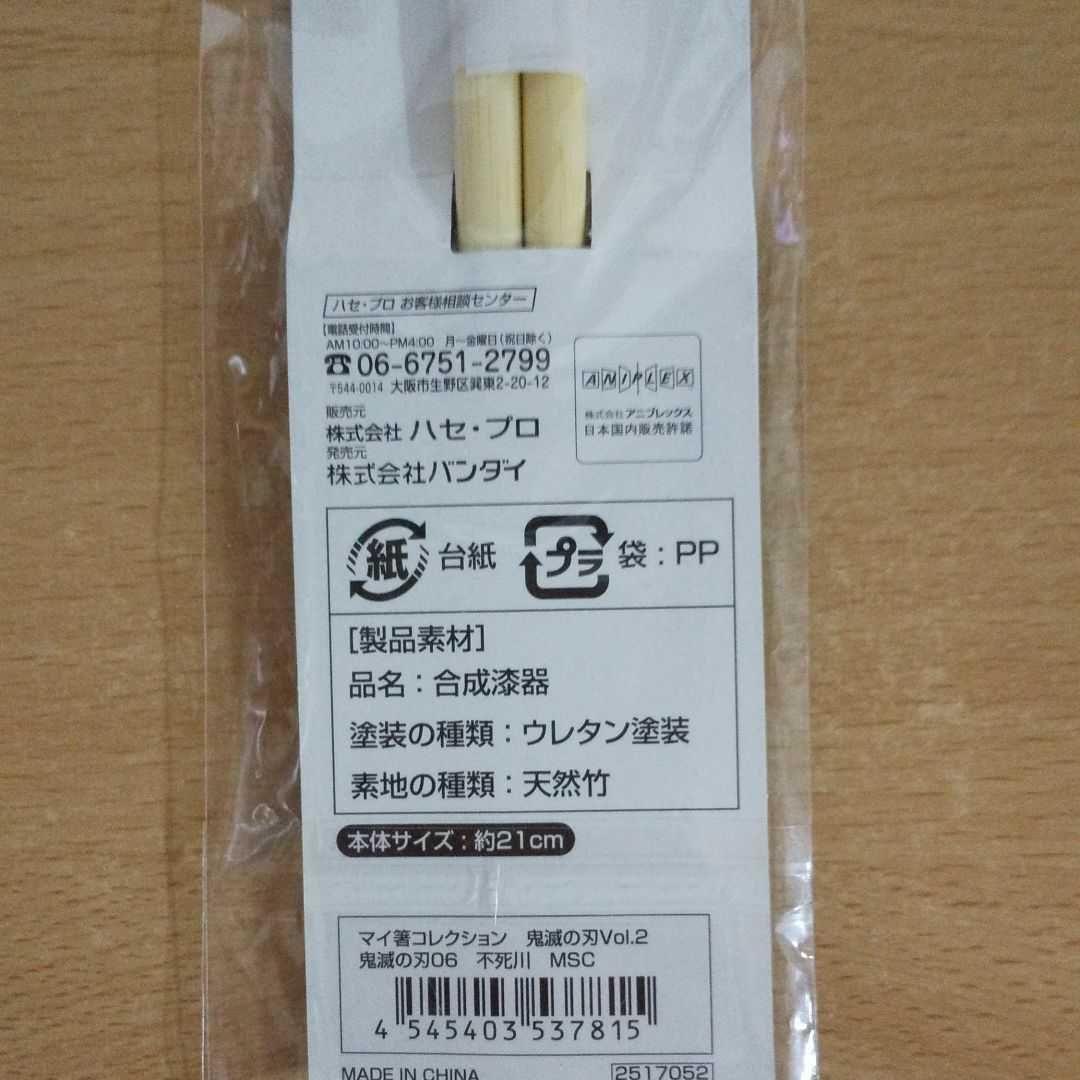 ハセ・プロ お客様相談センター
【電話受付時間】
AM10:00〜PM4:00 月〜金曜日(祝日除く)
☎06-6751-2799
〒544-0014 大阪市生野区巽東2-20-12
販売元
株式会社 ハセ・プロ
発売元
株式会社バンダイ
ANIPLEX
株式会社アニプレックス
日本国内販売許諾
紙 台紙
プラ 袋:PP
[製品素材]
品名:合成漆器
塗装の種類:ウレタン塗装
素地の種類:天然竹
本体サイズ:約21cm
マイ箸コレクション 鬼滅の刃Vol.2
鬼滅の刃06 不死川 MSC
4 545403 537815
MADE IN CHINA
2517052